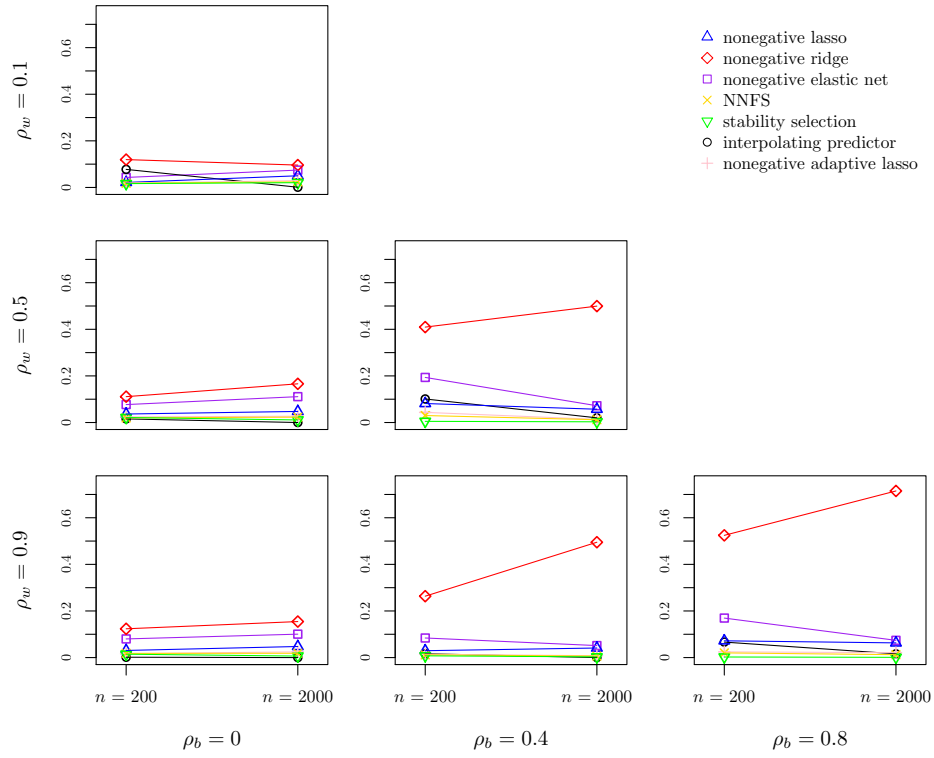 0.6
0.4
0.2
0
ρw = 0.1
nonegative lasso
nonegative ridge
nonegative elastic net
NNFS
stability selection
interpolating predictor
nonegative adaptive lasso
0.6
0.4
0.2
0
ρw = 0.5
0.6
0.4
0.2
0
0.6
0.4
0.2
0
ρw = 0.9
0.6
0.4
0.2
0
0.6
0.4
0.2
0
n = 200 n = 2000
n = 200 n = 2000
n = 200 n = 2000
ρb = 0
ρb = 0.4
ρb = 0.8